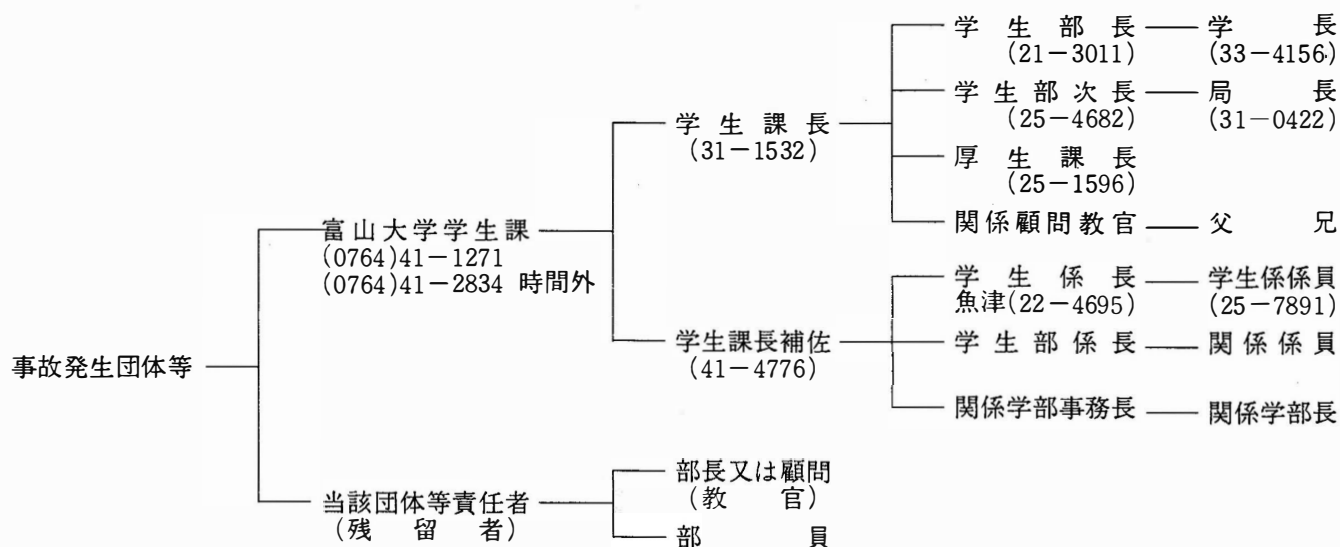 学生部長 学長
(21-3011) (33-4156)
学生部次長 局長
(25-4682) (31-0422)
学生課長
(31-1532)
厚生課長
(25-1596)
関係顧問教官 父兄
富山大学学生課
(0764)41-1271
(0764)41-2834 時間外
学生係長 学生係係員
魚津(22-4695) (25-7891)
学生課長補佐 学生部係長 関係係員
(41-4776)
事故発生団体等
関係学部事務長 関係学部長
部長又は顧問
(教官)
当該団体等責任者
(残留者)
部員